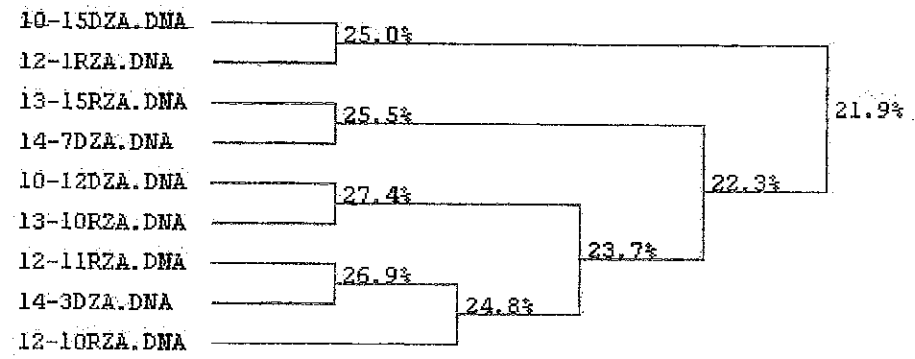 10-15DZA.DNA
25.0%
12-1RZA.DNA
13-15RZA.DNA
25.5%
21.9%
14-7DZA.DNA
10-12DZA.DNA
27.4%
22.3%
13-10RZA.DNA
23.7%
12-11RZA.DNA
26.9%
14-3DZA.DNA
24.8%
12-10RZA.DNA